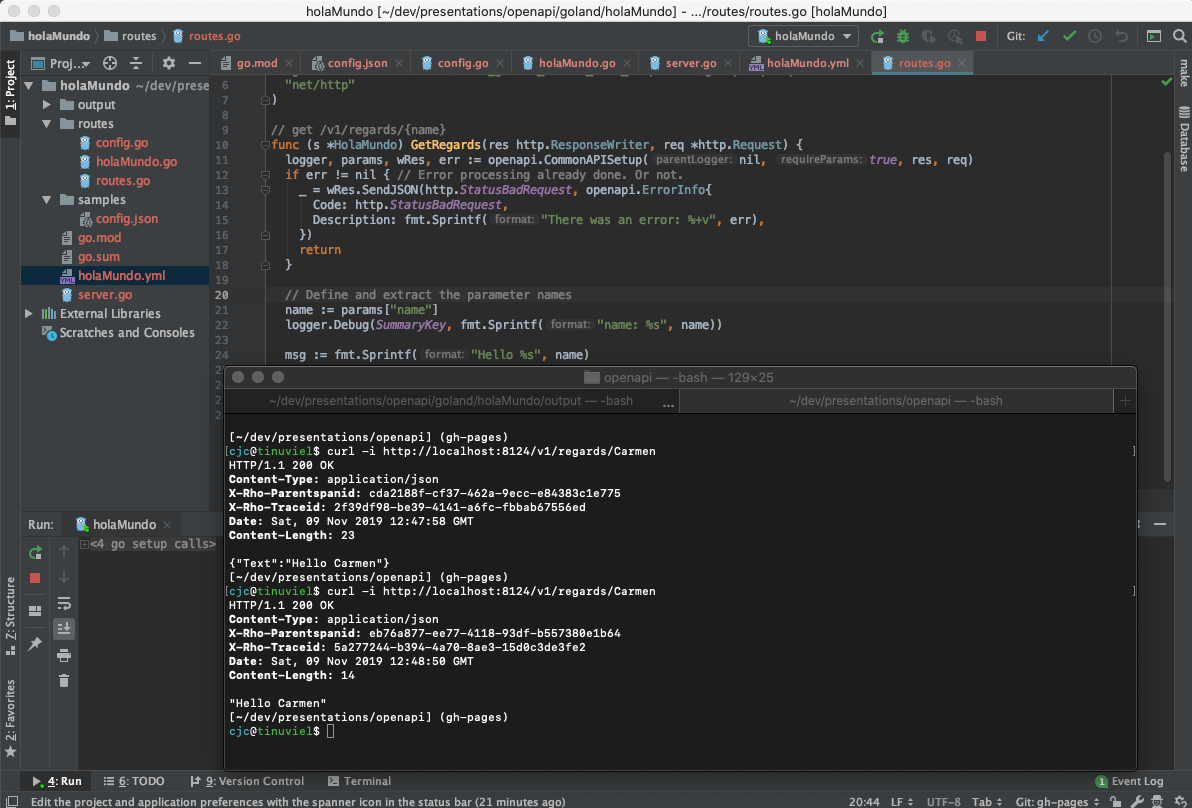 holaMundo [~/dev/presentations/openapi/goland/holaMundo] - .../routes/routes.go [holaMundo]
holaMundo routes routes.go
holaMundo
Git:
1: Project
Proj...
go.mod
config.json
config.go
holaMundo.go
server.go
holaMundo.yml
routes.go
make
Database
holaMundo ~/dev/prese
output
routes
config.go
holaMundo.go
routes.go
samples
config.json
go.mod
go.sum
holaMundo.yml
server.go
External Libraries
Scratches and Consoles
6 "net/http"
7 )
8
9 // get /v1/regards/{name}
10 func (s *HolaMundo) GetRegards(res http.ResponseWriter, req *http.Request) {
11 logger, params, wRes, err := openapi.CommonAPISetup( parentLogger: nil, requireParams: true, res, req)
12 if err != nil { // Error processing already done. Or not.
13 _ = wRes.SendJSON(http.StatusBadRequest, openapi.ErrorInfo{
14 Code: http.StatusBadRequest,
15 Description: fmt.Sprintf( format: "There was an error: %+v", err),
16 })
17 return
18 }
19
20 // Define and extract the parameter names
21 name := params["name"]
22 logger.Debug(SummaryKey, fmt.Sprintf( format: "name: %s", name))
23
24 msg := fmt.Sprintf( format: "Hello %s", name)
openapi — -bash — 129×25
~/dev/presentations/openapi/goland/holaMundo/output — -bash ...
~/dev/presentations/openapi — -bash +
[~/dev/presentations/openapi] (gh-pages)
[cjc@tinuviel$ curl -i http://localhost:8124/v1/regards/Carmen ]
HTTP/1.1 200 OK
Content-Type: application/json
X-Rho-Parentspanid: cda2188f-cf37-462a-9ecc-e84383c1e775
X-Rho-Traceid: 2f39df98-be39-4141-a6fc-fbbab67556ed
Date: Sat, 09 Nov 2019 12:47:58 GMT
Content-Length: 23
{"Text":"Hello Carmen"}
[~/dev/presentations/openapi] (gh-pages)
[cjc@tinuviel$ curl -i http://localhost:8124/v1/regards/Carmen ]
HTTP/1.1 200 OK
Content-Type: application/json
X-Rho-Parentspanid: eb76a877-ee77-4118-93df-b557380e1b64
X-Rho-Traceid: 5a277244-b394-4a70-8ae3-15d0c3de3fe2
Date: Sat, 09 Nov 2019 12:48:50 GMT
Content-Length: 14
"Hello Carmen"
[~/dev/presentations/openapi] (gh-pages)
cjc@tinuviel$
Run: holaMundo
<4 go setup calls>
Z: Structure
2: Favorites
4: Run
6: TODO
9: Version Control
Terminal
1 Event Log
Edit the project and application preferences with the spanner icon in the status bar (21 minutes ago)
20:44 LF UTF-8 Tab Git: gh-pages